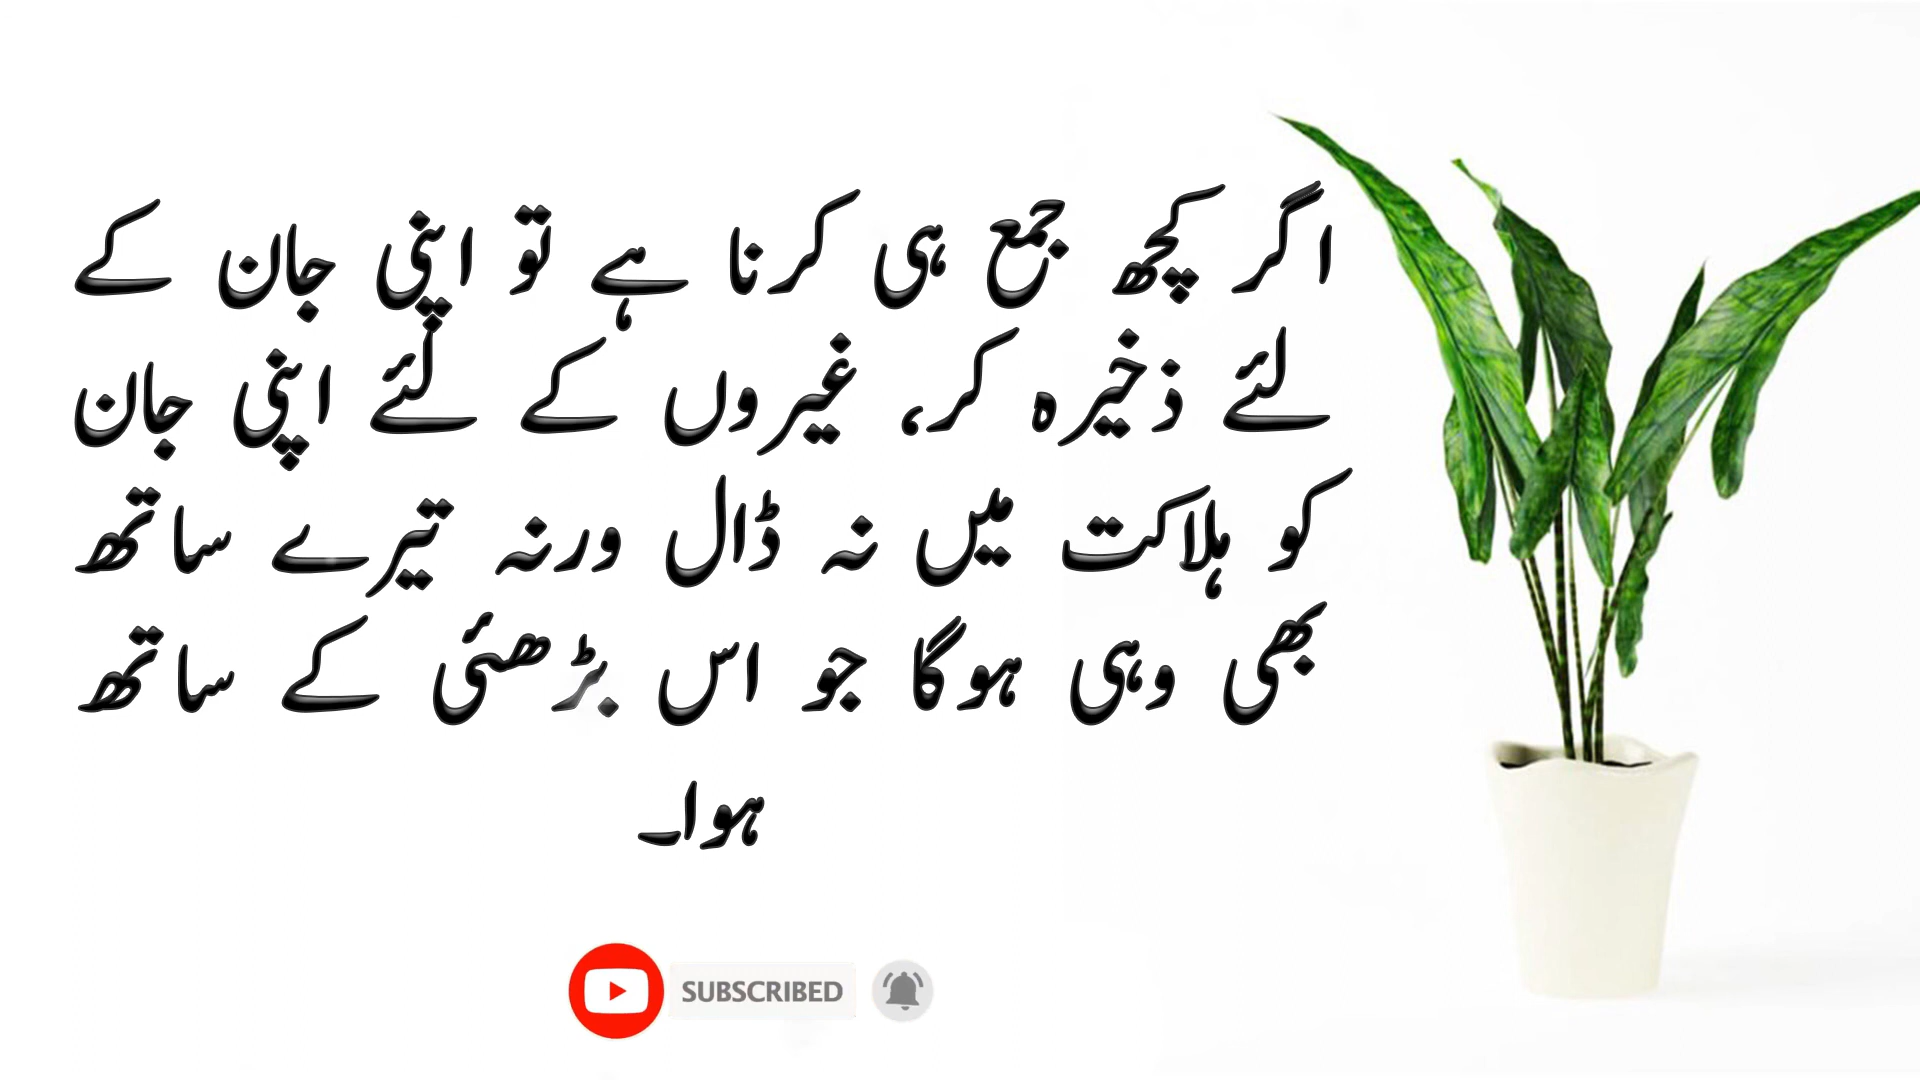 اگر کچھ جمع ہی کرنا ہے تو اپنی جان کے
لئے ذخیرہ کر، غیروں کے لئے اپنی جان
کو ہلاکت میں نہ ڈال ورنہ تیرے ساتھ
بھی وہی ہوگا جو اس بڑھئی کے ساتھ
ہوا۔
SUBSCRIBED